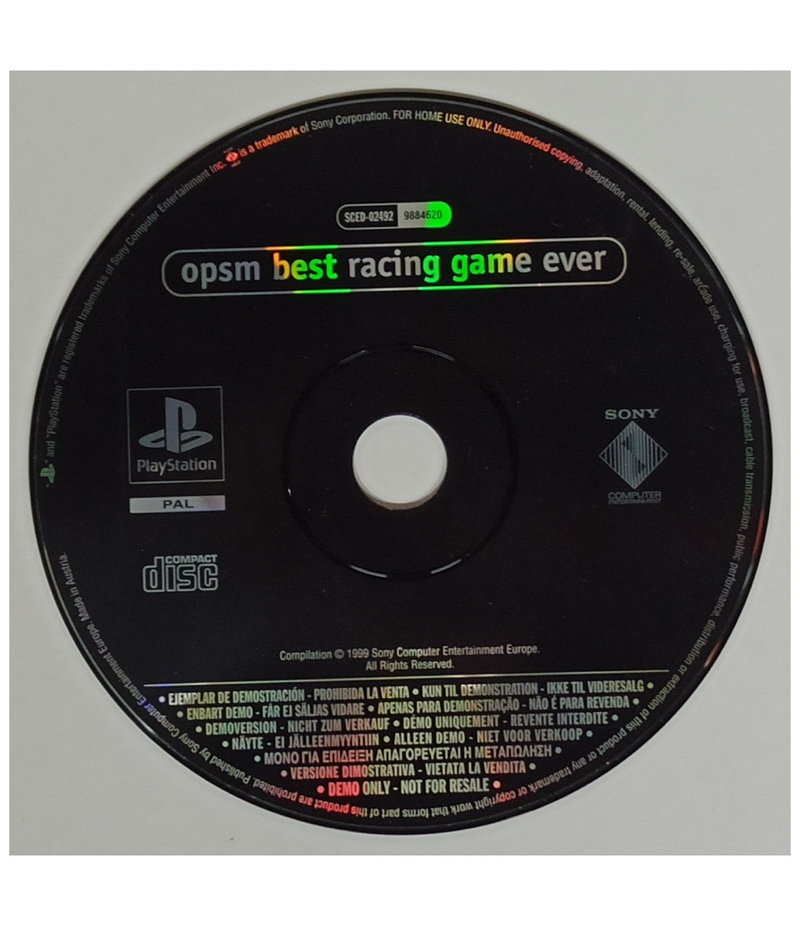 and "PlayStation" are registered trademarks of Sony Computer Entertainment Inc. is a trademark of Sony Corporation. FOR HOME USE ONLY. Unauthorised copying, adaptation, rental, lending, re-sale, arcade use, charging for use, broadcast, cable transmission, public performance, distribution or extraction of this product or any trademark or copyright work that forms part of this product are prohibited. Published by Sony Computer Entertainment Europe. Made in Austria.
SCED-02492 9884620
opsm best racing game ever
PlayStation
PAL
SONY
COMPUTER
ENTERTAINMENT
COMPACT
disc
Compilation © 1999 Sony Computer Entertainment Europe.
All Rights Reserved.
• EJEMPLAR DE DEMOSTRACIÓN - PROHIBIDA LA VENTA • KUN TIL DEMONSTRATION - IKKE TIL VIDERESALG •
• ENBART DEMO - FÅR EJ SÄLJAS VIDARE • APENAS PARA DEMONSTRAÇÃO - NÃO É PARA REVENDA •
• DEMOVERSION - NICHT ZUM VERKAUF • DÉMO UNIQUEMENT - REVENTE INTERDITE •
• NÄYTE - EI JÄLLEENMYYNTIIN • ALLEEN DEMO - NIET VOOR VERKOOP •
• ΜΟΝΟ ΓΙΑ ΕΠΙΔΕΙΞΗ ΑΠΑΓΟΡΕΥΕΤΑΙ Η ΜΕΤΑΠΩΛΗΣΗ •
• VERSIONE DIMOSTRATIVA - VIETATA LA VENDITA •
• DEMO ONLY - NOT FOR RESALE •